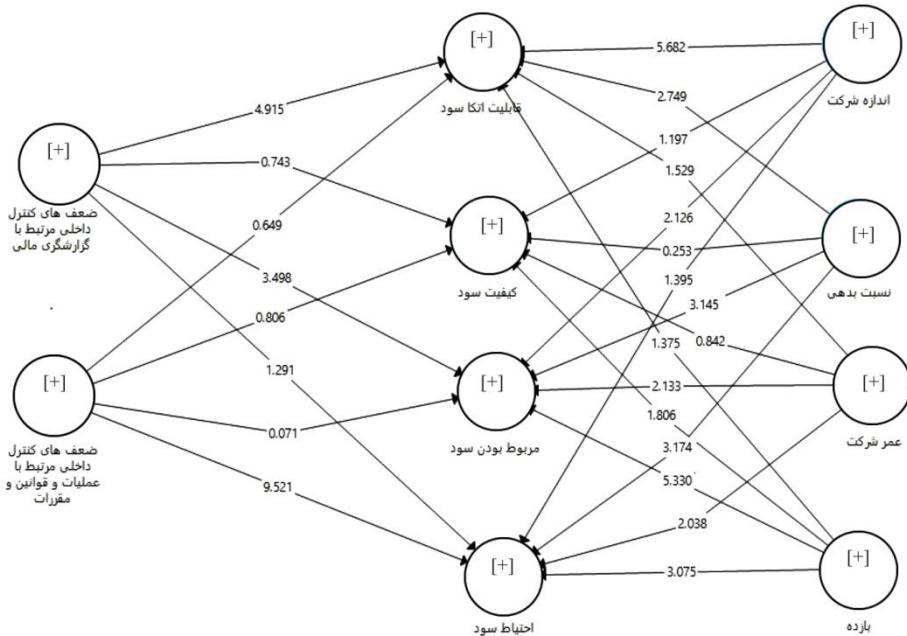 [+]
[+]
5.682
قابلیت اتکا سود
اندازه شرکت
4.915
2.749
[+]
1.197
0.743
1.529
ضعف های کنترل
داخلی مرتبط با
گزارشگری مالی
0.649
[+]
2.126
0.253
[+]
کیفیت سود
1.395
نسبت بدهی
3.498
3.145
0.806
.
1.375
0.842
1.291
[+]
[+]
2.133
[+]
0.071
1.806
مربوط بودن سود
عمر شرکت
ضعف های کنترل
داخلی مرتبط با
عملیات و قوانین و
مقررات
3.174
9.521
5.330
2.038
[+]
3.075
[+]
احتیاط سود
بازده